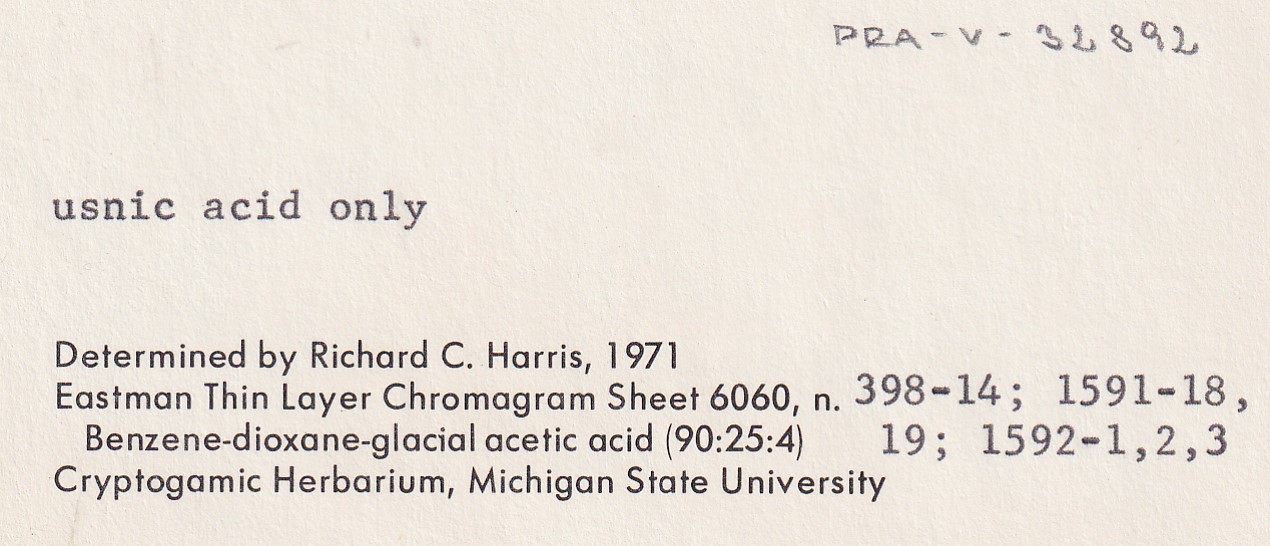 PRA-V-32892
usnic acid only
Determined by Richard C. Harris, 1971
Eastman Thin Layer Chromagram Sheet 6060, n. 398-14; 1591-18,
Benzene-dioxane-glacial acetic acid (90:25:4) 19; 1592-1,2,3
Cryptogamic Herbarium, Michigan State University